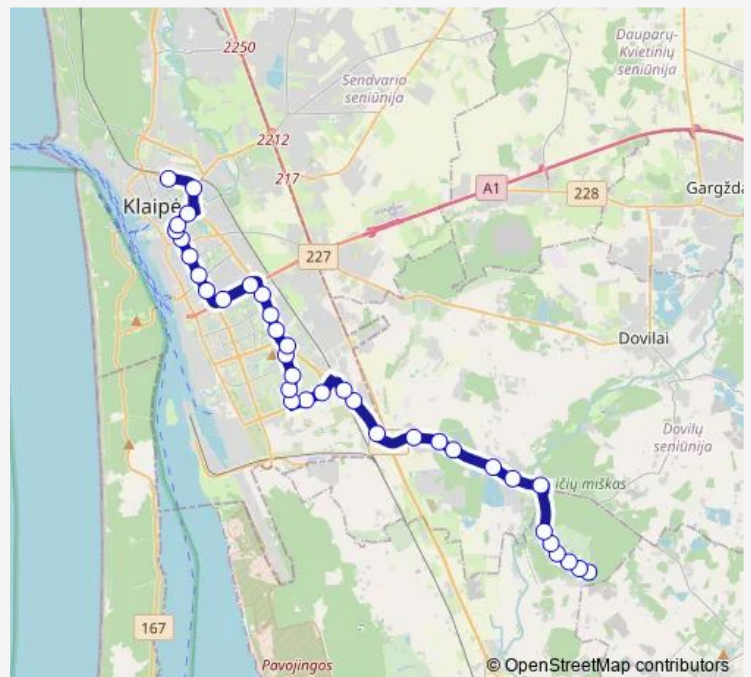 2250
Dauparų-
Kvietinių
seniūnija
Sendvario
seniūnija
2212
217
A1
228
Gargžda
Klaipė
227
Dovilai
Dovilų
seniūnija
ičių miškas
167
Pavojingos
© OpenStreetMap contributors